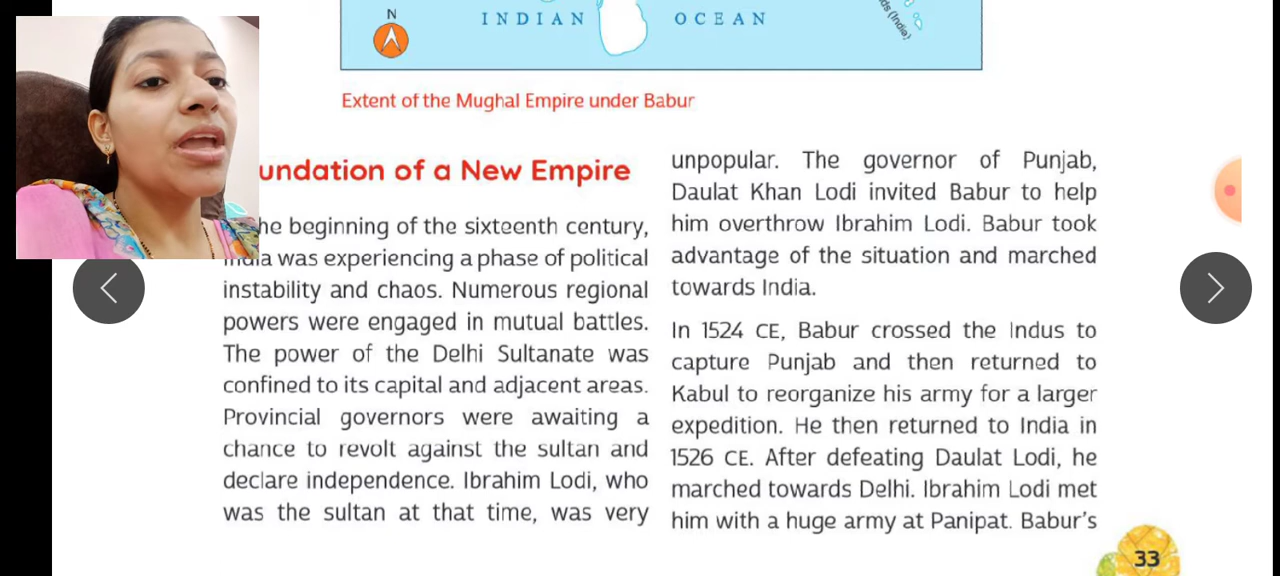 N
INDIAN OCEAN
ds (India)
Extent of the Mughal Empire under Babur
undation of a New Empire
he beginning of the sixteenth century,
India was experiencing a phase of political
instability and chaos. Numerous regional
powers were engaged in mutual battles.
The power of the Delhi Sultanate was
confined to its capital and adjacent areas.
Provincial governors were awaiting a
chance to revolt against the sultan and
declare independence. Ibrahim Lodi, who
was the sultan at that time, was very
unpopular. The governor of Punjab,
Daulat Khan Lodi invited Babur to help
him overthrow Ibrahim Lodi. Babur took
advantage of the situation and marched
towards India.
In 1524 CE, Babur crossed the Indus to
capture Punjab and then returned to
Kabul to reorganize his army for a larger
expedition. He then returned to India in
1526 CE. After defeating Daulat Lodi, he
marched towards Delhi. Ibrahim Lodi met
him with a huge army at Panipat. Babur's
33